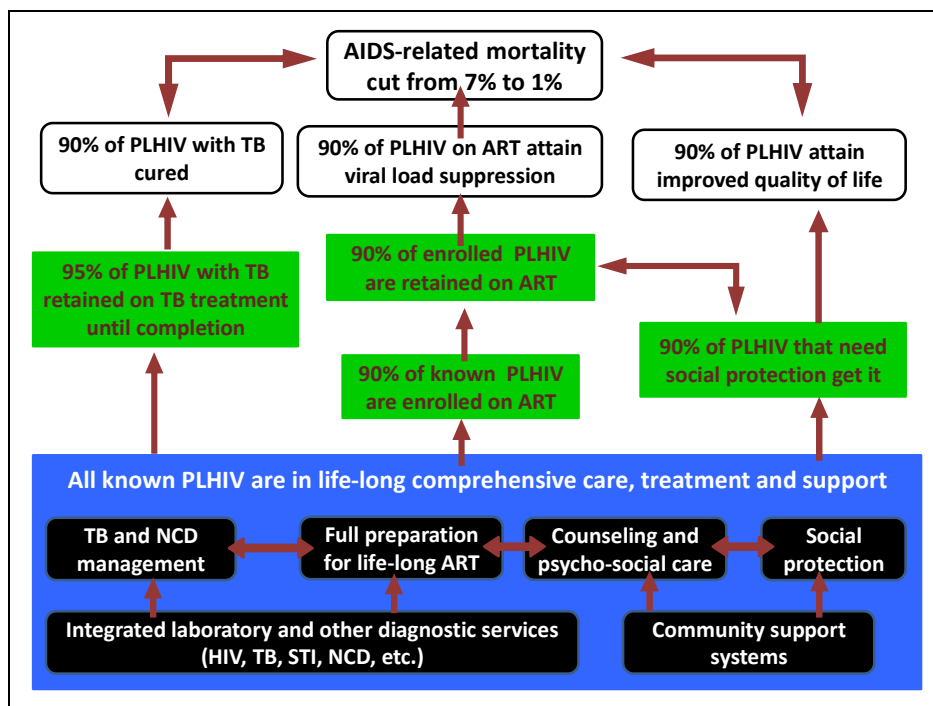 AIDS-related mortality
cut from 7% to 1%
90% of PLHIV with TB
cured
90% of PLHIV on ART attain
viral load suppression
90% of PLHIV attain
improved quality of life
95% of PLHIV with TB
retained on TB treatment
until completion
90% of enrolled PLHIV
are retained on ART
90% of PLHIV that need
social protection get it
90% of known PLHIV
are enrolled on ART
All known PLHIV are in life-long comprehensive care, treatment and support
TB and NCD
management
Full preparation
for life-long ART
Counseling and
psycho-social care
Social
protection
Integrated laboratory and other diagnostic services
(HIV, TB, STI, NCD, etc.)
Community support
systems